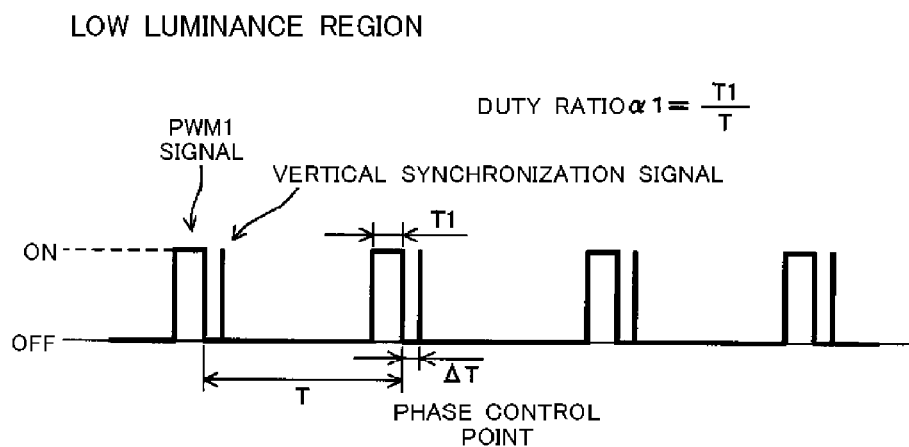 LOW LUMINANCE REGION
DUTY RATIO α1 = T1/T
PWM1
SIGNAL
VERTICAL SYNCHRONIZATION SIGNAL
T1
ON
OFF
ΔT
T
PHASE CONTROL
POINT